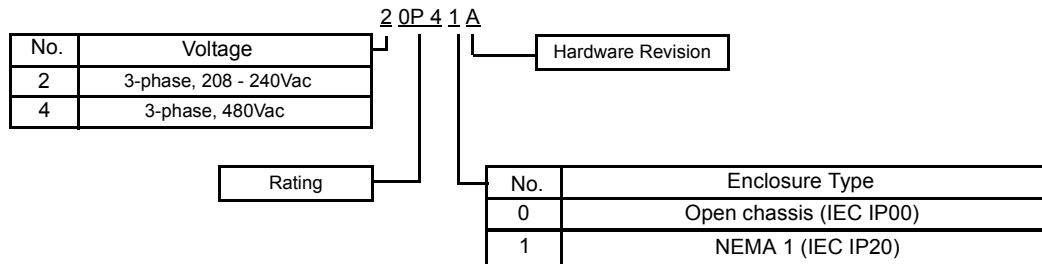 2 0P 4 1 A
No. Voltage
2 3-phase, 208 - 240Vac
4 3-phase, 480Vac
Hardware Revision
Rating
No. Enclosure Type
0 Open chassis (IEC IP00)
1 NEMA 1 (IEC IP20)